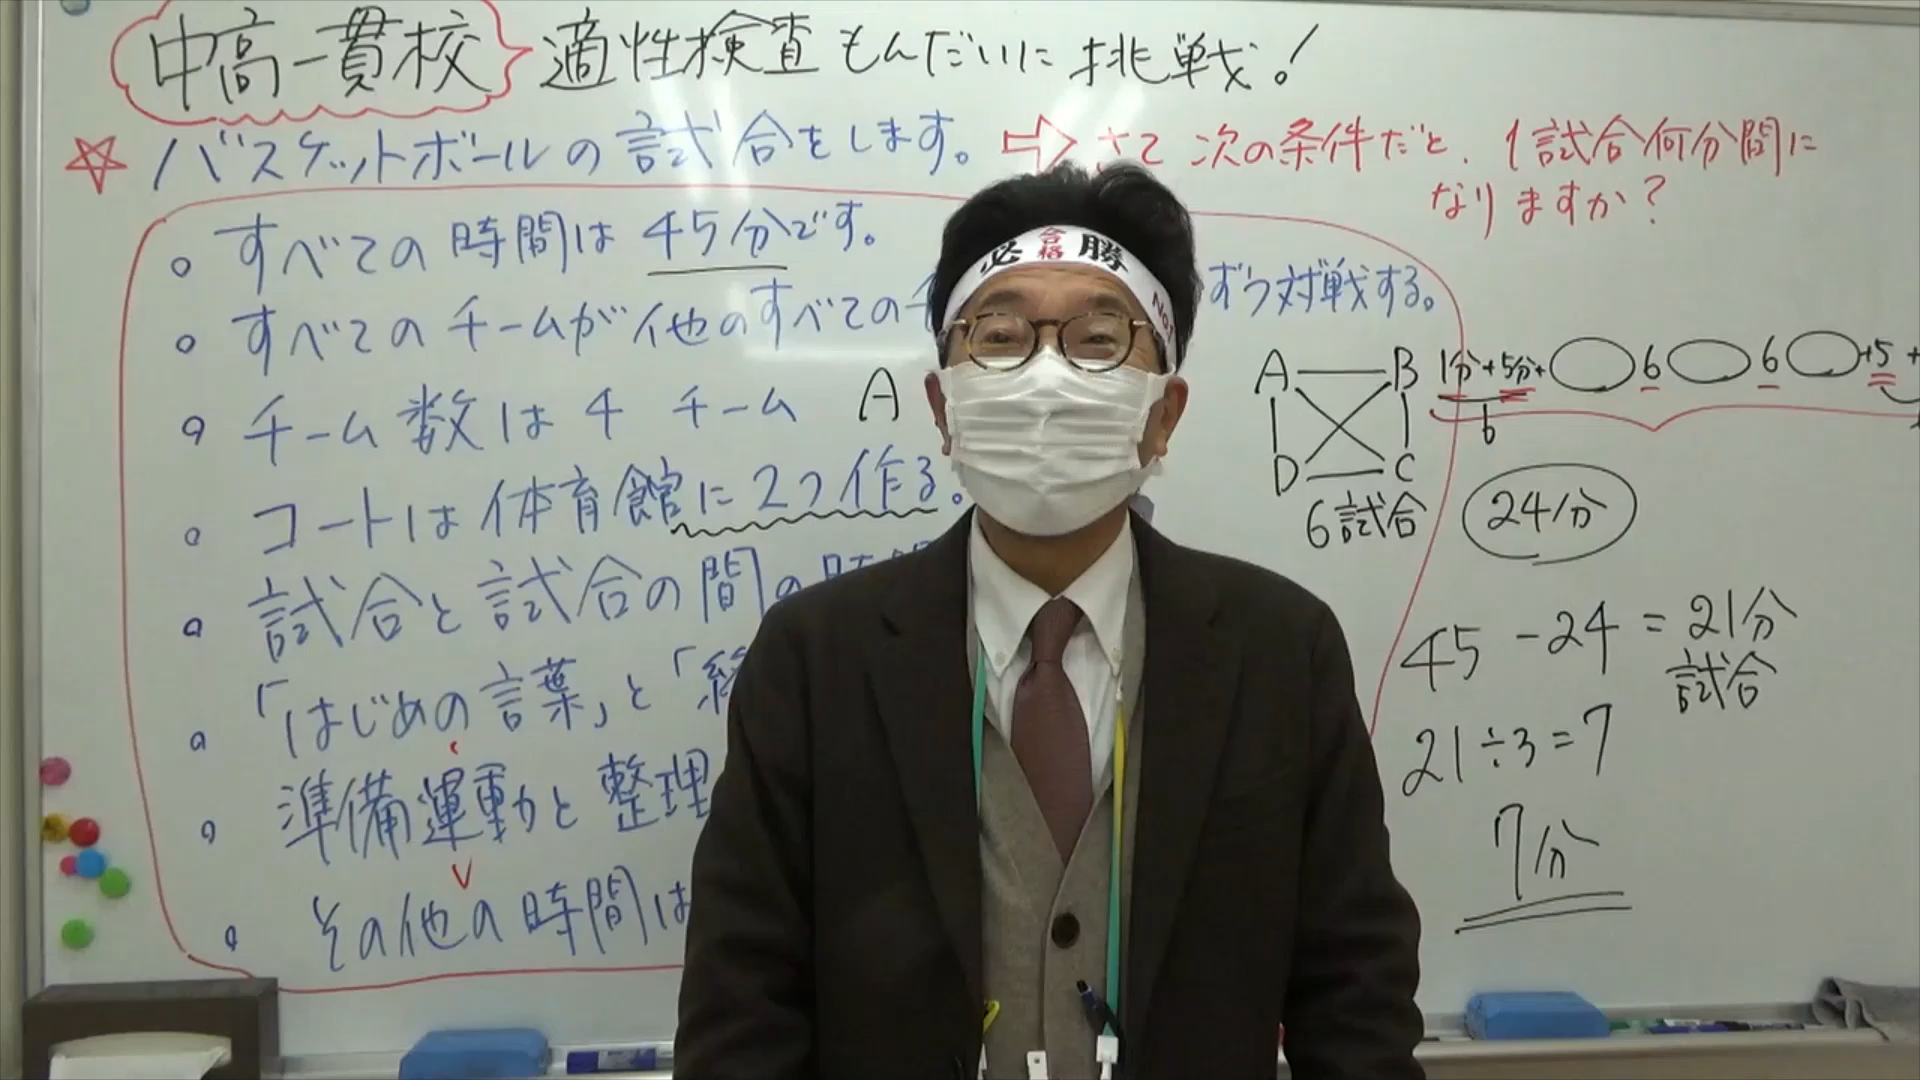 中高一貫校 適性検査もんだいに挑戦!
☆ バスケットボールの試合をします。⇨ さて 次の条件だと、1試合何分間に
なりますか?
。すべての時間は 45分です。
。すべてのチームが他のすべてのチ ずつ対戦する。
。チーム数は 4 チーム A
。コートは体育館に2つ作る。
。試合と試合の間の時間
。「はじめの言葉」と「終
。準備運動と整理
。その他の時間は
必 合格 勝
A B
D C
6試合
1分+5分+ 6 6 +5 +
6
24分
45-24=21分
試合
21÷3=7
7分